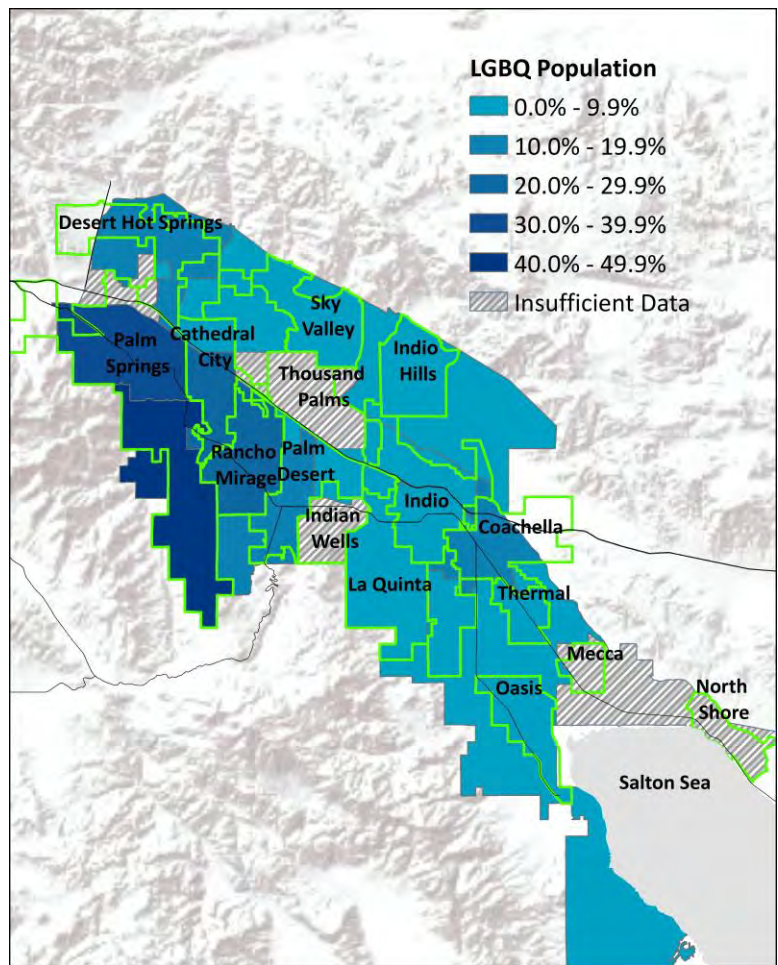 LGBQ Population
0.0% - 9.9%
10.0% - 19.9%
20.0% - 29.9%
30.0% - 39.9%
40.0% - 49.9%
Insufficient Data
Desert Hot Springs
Sky
Valley
Cathedral
City
Palm
Springs
Indio
Hills
Thousand
Palms
Rancho
Mirage
Palm
Desert
Indio
Indian
Wells
Coachella
La Quinta
Thermal
Mecca
Oasis
North
Shore
Salton Sea